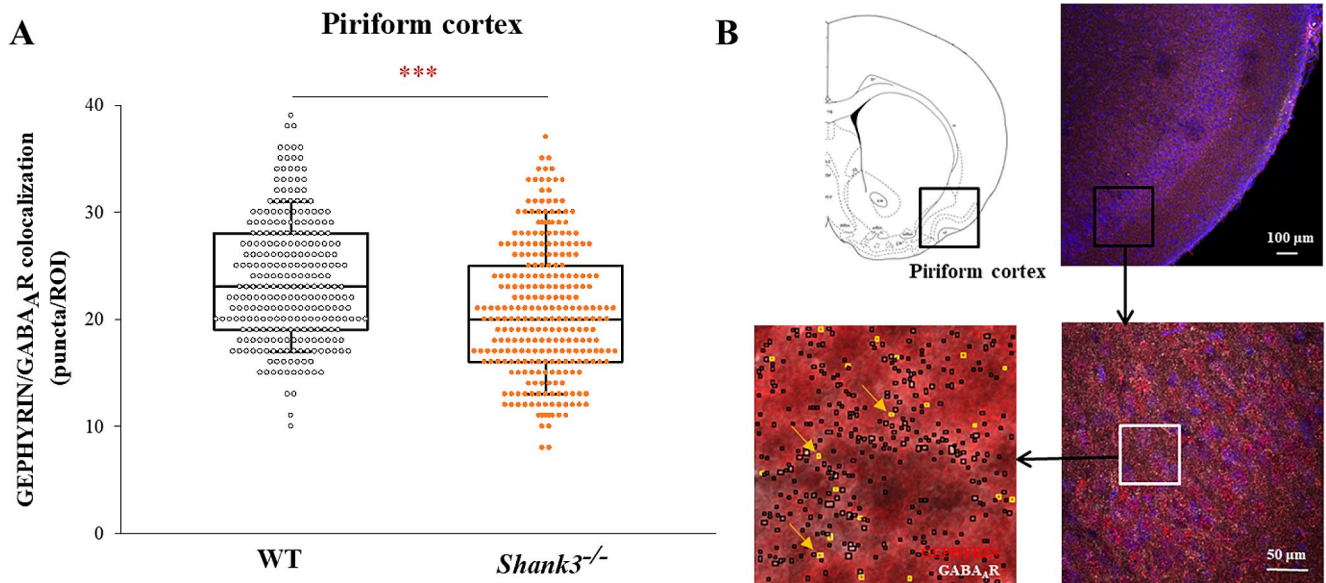 A
Piriform cortex
***
GEPHYRIN/GABAAR colocalization
(puncta/ROI)
40
30
20
10
0
WT
Shank3-/-
B
Piriform cortex
100 μm
GEPHYRIN
GABAAR
50 μm